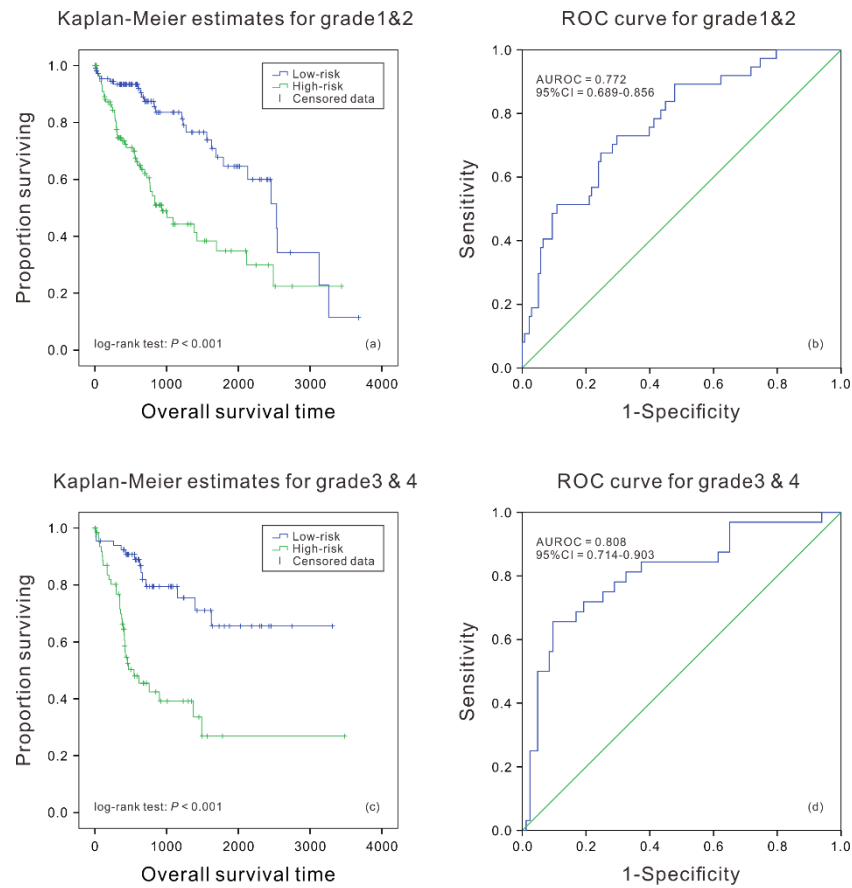 Kaplan-Meier estimates for grade1&2
1.0
0.8
0.6
0.4
0.2
0.0
Proportion surviving
Low-risk
High-risk
Censored data
log-rank test: P < 0.001
(a)
0
1000
2000
3000
4000
Overall survival time
ROC curve for grade1&2
1.0
0.8
0.6
0.4
0.2
0.0
Sensitivity
AUROC = 0.772
95%CI = 0.689-0.856
(b)
0.0
0.2
0.4
0.6
0.8
1.0
1-Specificity
Kaplan-Meier estimates for grade3 & 4
1.0
0.8
0.6
0.4
0.2
0.0
Proportion surviving
Low-risk
High-risk
Censored data
log-rank test: P < 0.001
(c)
0
1000
2000
3000
4000
Overall survival time
ROC curve for grade3 & 4
1.0
0.8
0.6
0.4
0.2
0.0
Sensitivity
AUROC = 0.808
95%CI = 0.714-0.903
(d)
0.0
0.2
0.4
0.6
0.8
1.0
1-Specificity